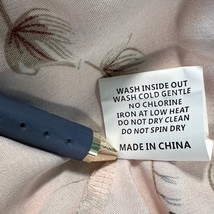 WASH INSIDE OUT
WASH COLD GENTLE
NO CHLORINE
IRON AT LOW HEAT
DO NOT DRY CLEAN
DO NOT SPIN DRY
MADE IN CHINA